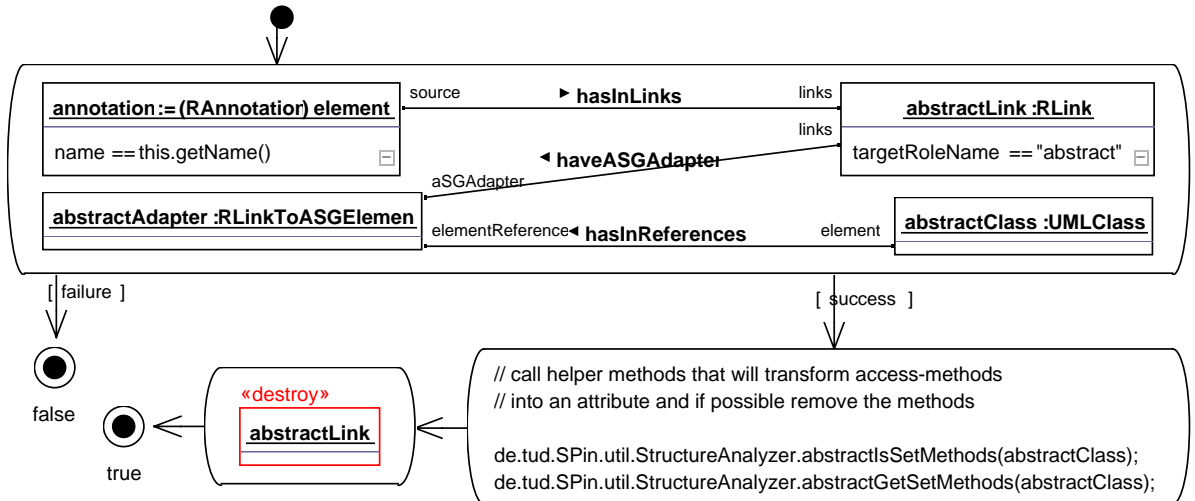 source
► hasInLinks
links
annotation := (RAnnotatior) element
abstractLink :RLink
name == this.getName()
links
targetRoleName == "abstract"
◄ haveASGAdapter
aSGAdapter
abstractAdapter :RLinkToASGElemen
elementReference
◄ hasInReferences
element
abstractClass :UMLClass
[ failure ]
[ success ]
false
true
«destroy»
abstractLink
// call helper methods that will transform access-methods
// into an attribute and if possible remove the methods
de.tud.SPin.util.StructureAnalyzer.abstractIsSetMethods(abstractClass);
de.tud.SPin.util.StructureAnalyzer.abstractGetSetMethods(abstractClass);